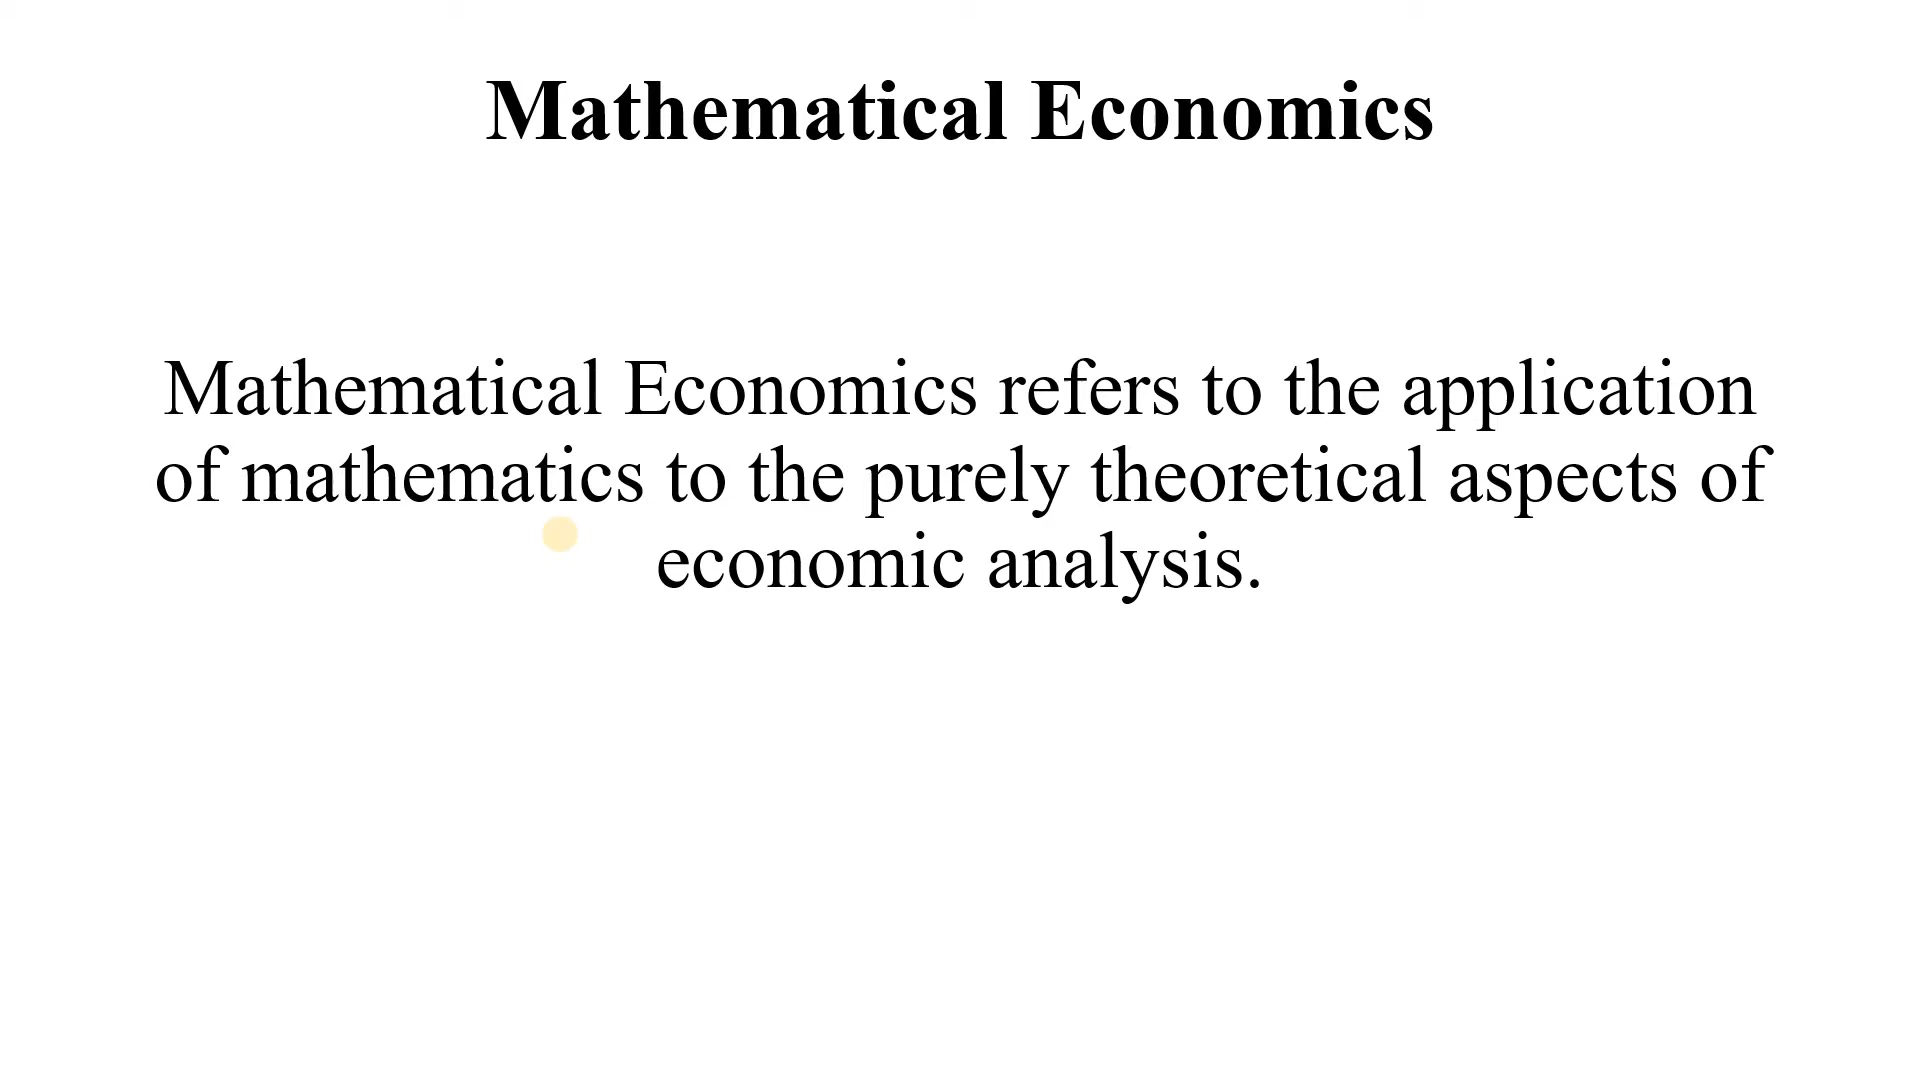 Mathematical Economics
Mathematical Economics refers to the application
of mathematics to the purely theoretical aspects of
economic analysis.